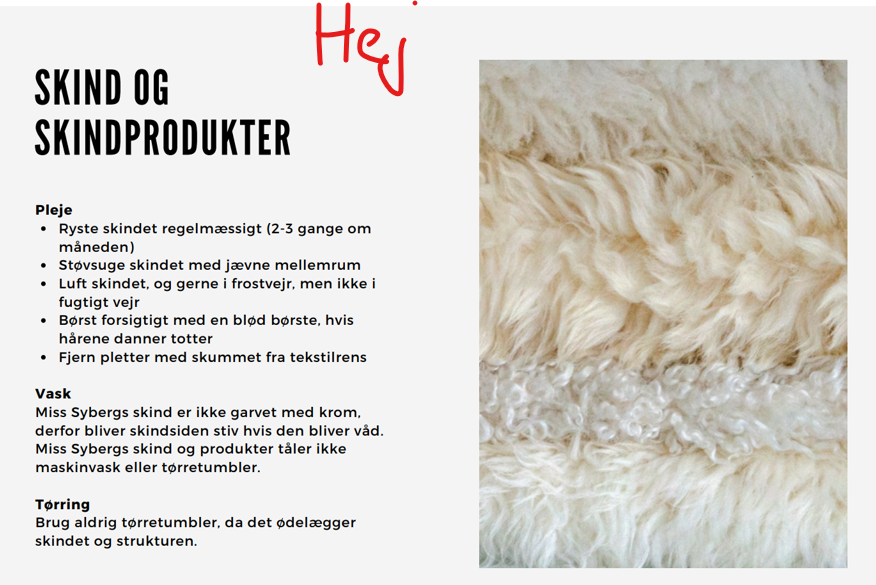 Hej
SKIND OG
SKINDPRODUKTER
Pleje
• Ryste skindet regelmæssigt (2-3 gange om
måneden)
• Støvsuge skindet med jævne mellemrum
• Luft skindet, og gerne i frostvejr, men ikke i
fugtigt vejr
• Børst forsigtigt med en blød børste, hvis
hårene danner totter
• Fjern pletter med skummet fra tekstilrens
Vask
Miss Sybergs skind er ikke garvet med krom,
derfor bliver skindsiden stiv hvis den bliver våd.
Miss Sybergs skind og produkter tåler ikke
maskinvask eller tørretumbler.
Tørring
Brug aldrig tørretumbler, da det ødelægger
skindet og strukturen.